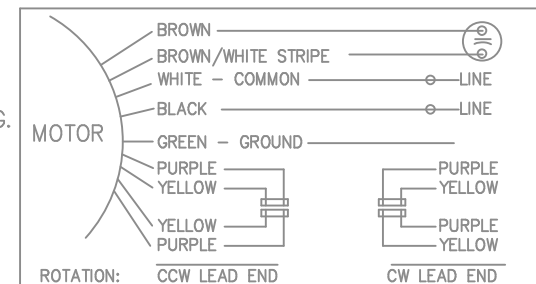 BROWN
BROWN/WHITE STRIPE
WHITE - COMMON LINE
BLACK LINE
G.
MOTOR
GREEN - GROUND
PURPLE PURPLE
YELLOW YELLOW
YELLOW PURPLE
PURPLE YELLOW
ROTATION: CCW LEAD END CW LEAD END